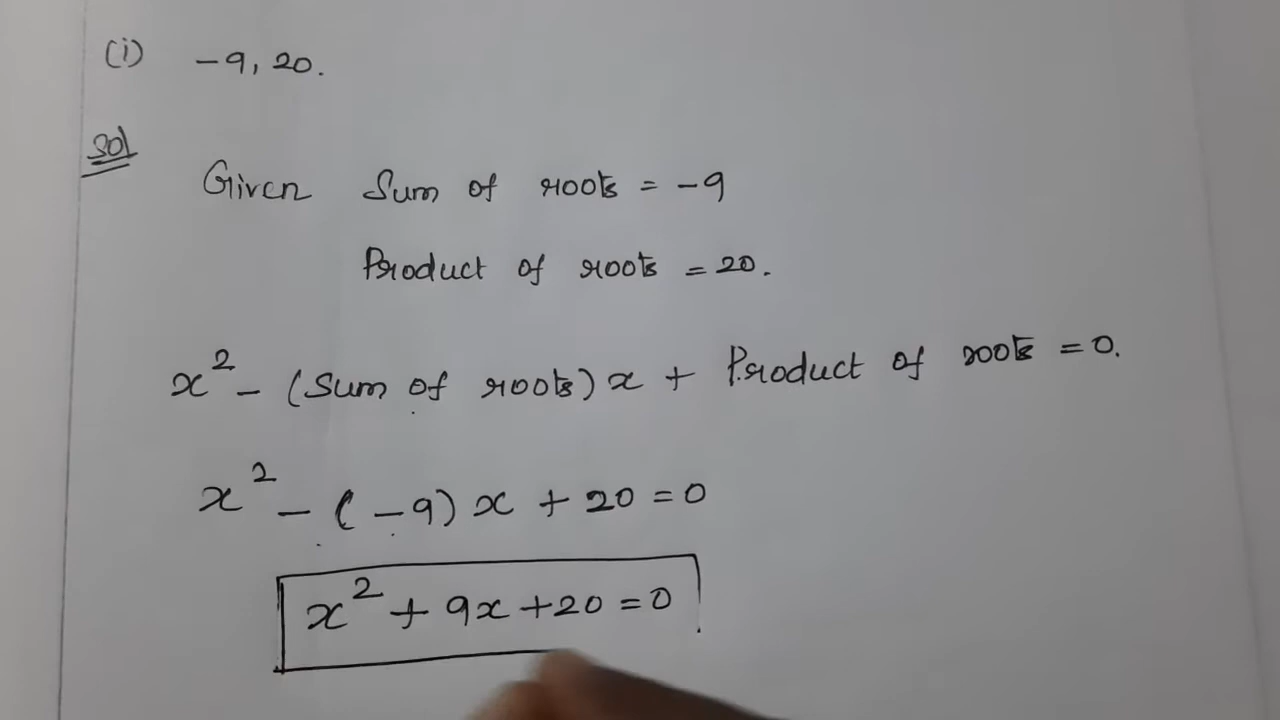 (i) -9, 20.
Sol
Given Sum of roots = -9
Product of roots = 20.
x² - (Sum of roots) x + Product of roots = 0.
x² - (-9) x + 20 = 0
x² + 9x + 20 = 0